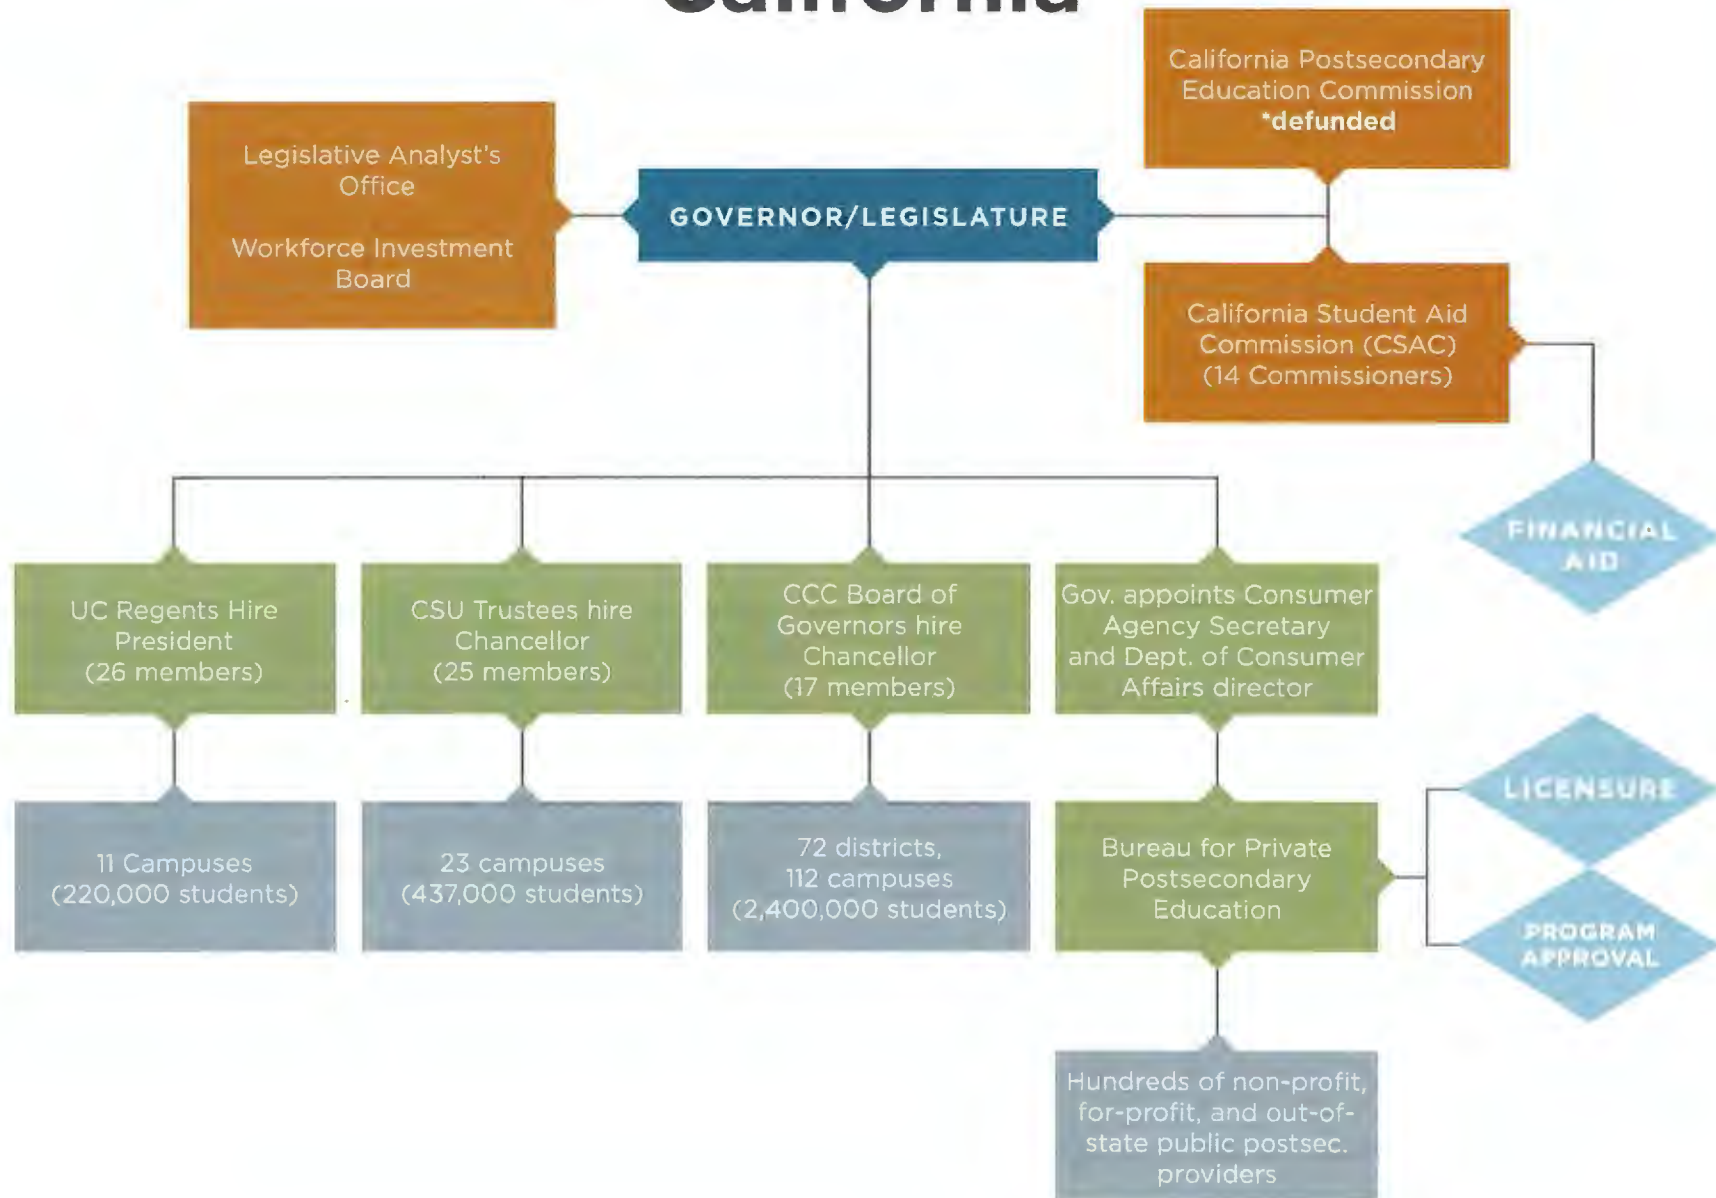 California
California Postsecondary
Education Commission
*defunded
Legislative Analyst's
Office
Workforce Investment
Board
GOVERNOR/LEGISLATURE
California Student Aid
Commission (CSAC)
(14 Commissioners)
FINANCIAL
AID
UC Regents Hire
President
(26 members)
CSU Trustees hire
Chancellor
(25 members)
CCC Board of
Governors hire
Chancellor
(17 members)
Gov. appoints Consumer
Agency Secretary
and Dept. of Consumer
Affairs director
11 Campuses
(220,000 students)
23 campuses
(437,000 students)
72 districts,
112 campuses
(2,400,000 students)
Bureau for Private
Postsecondary
Education
LICENSURE
PROGRAM
APPROVAL
Hundreds of non-profit,
for-profit, and out-of-
state public postsec.
providers